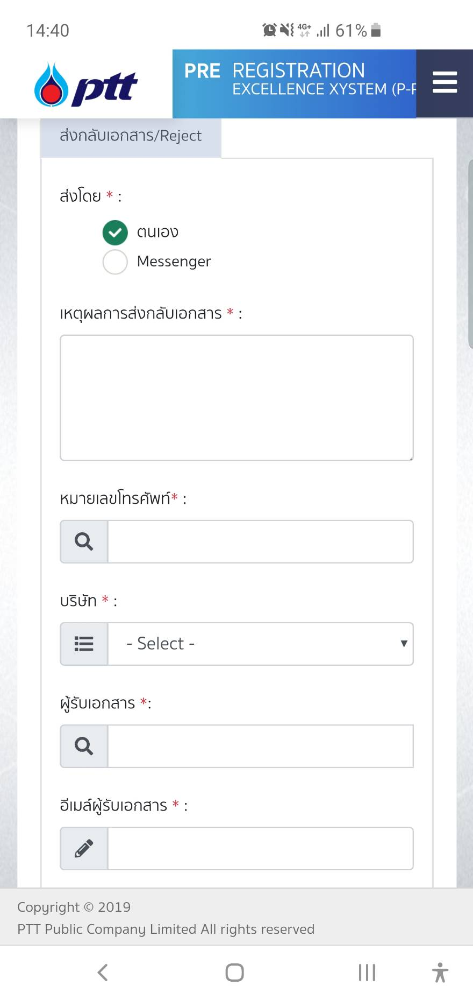 14:40
4G+ 61%
ptt
PRE REGISTRATION
EXCELLENCE XYSTEM (P-
ส่งกลับเอกสาร/Reject
ส่งโดย * :
ตนเอง
Messenger
เหตุผลการส่งกลับเอกสาร * :
หมายเลขโทรศัพท์* :
บริษัท * :
- Select -
ผู้รับเอกสาร *:
อีเมล์ผู้รับเอกสาร * :
Copyright © 2019
PTT Public Company Limited All rights reserved